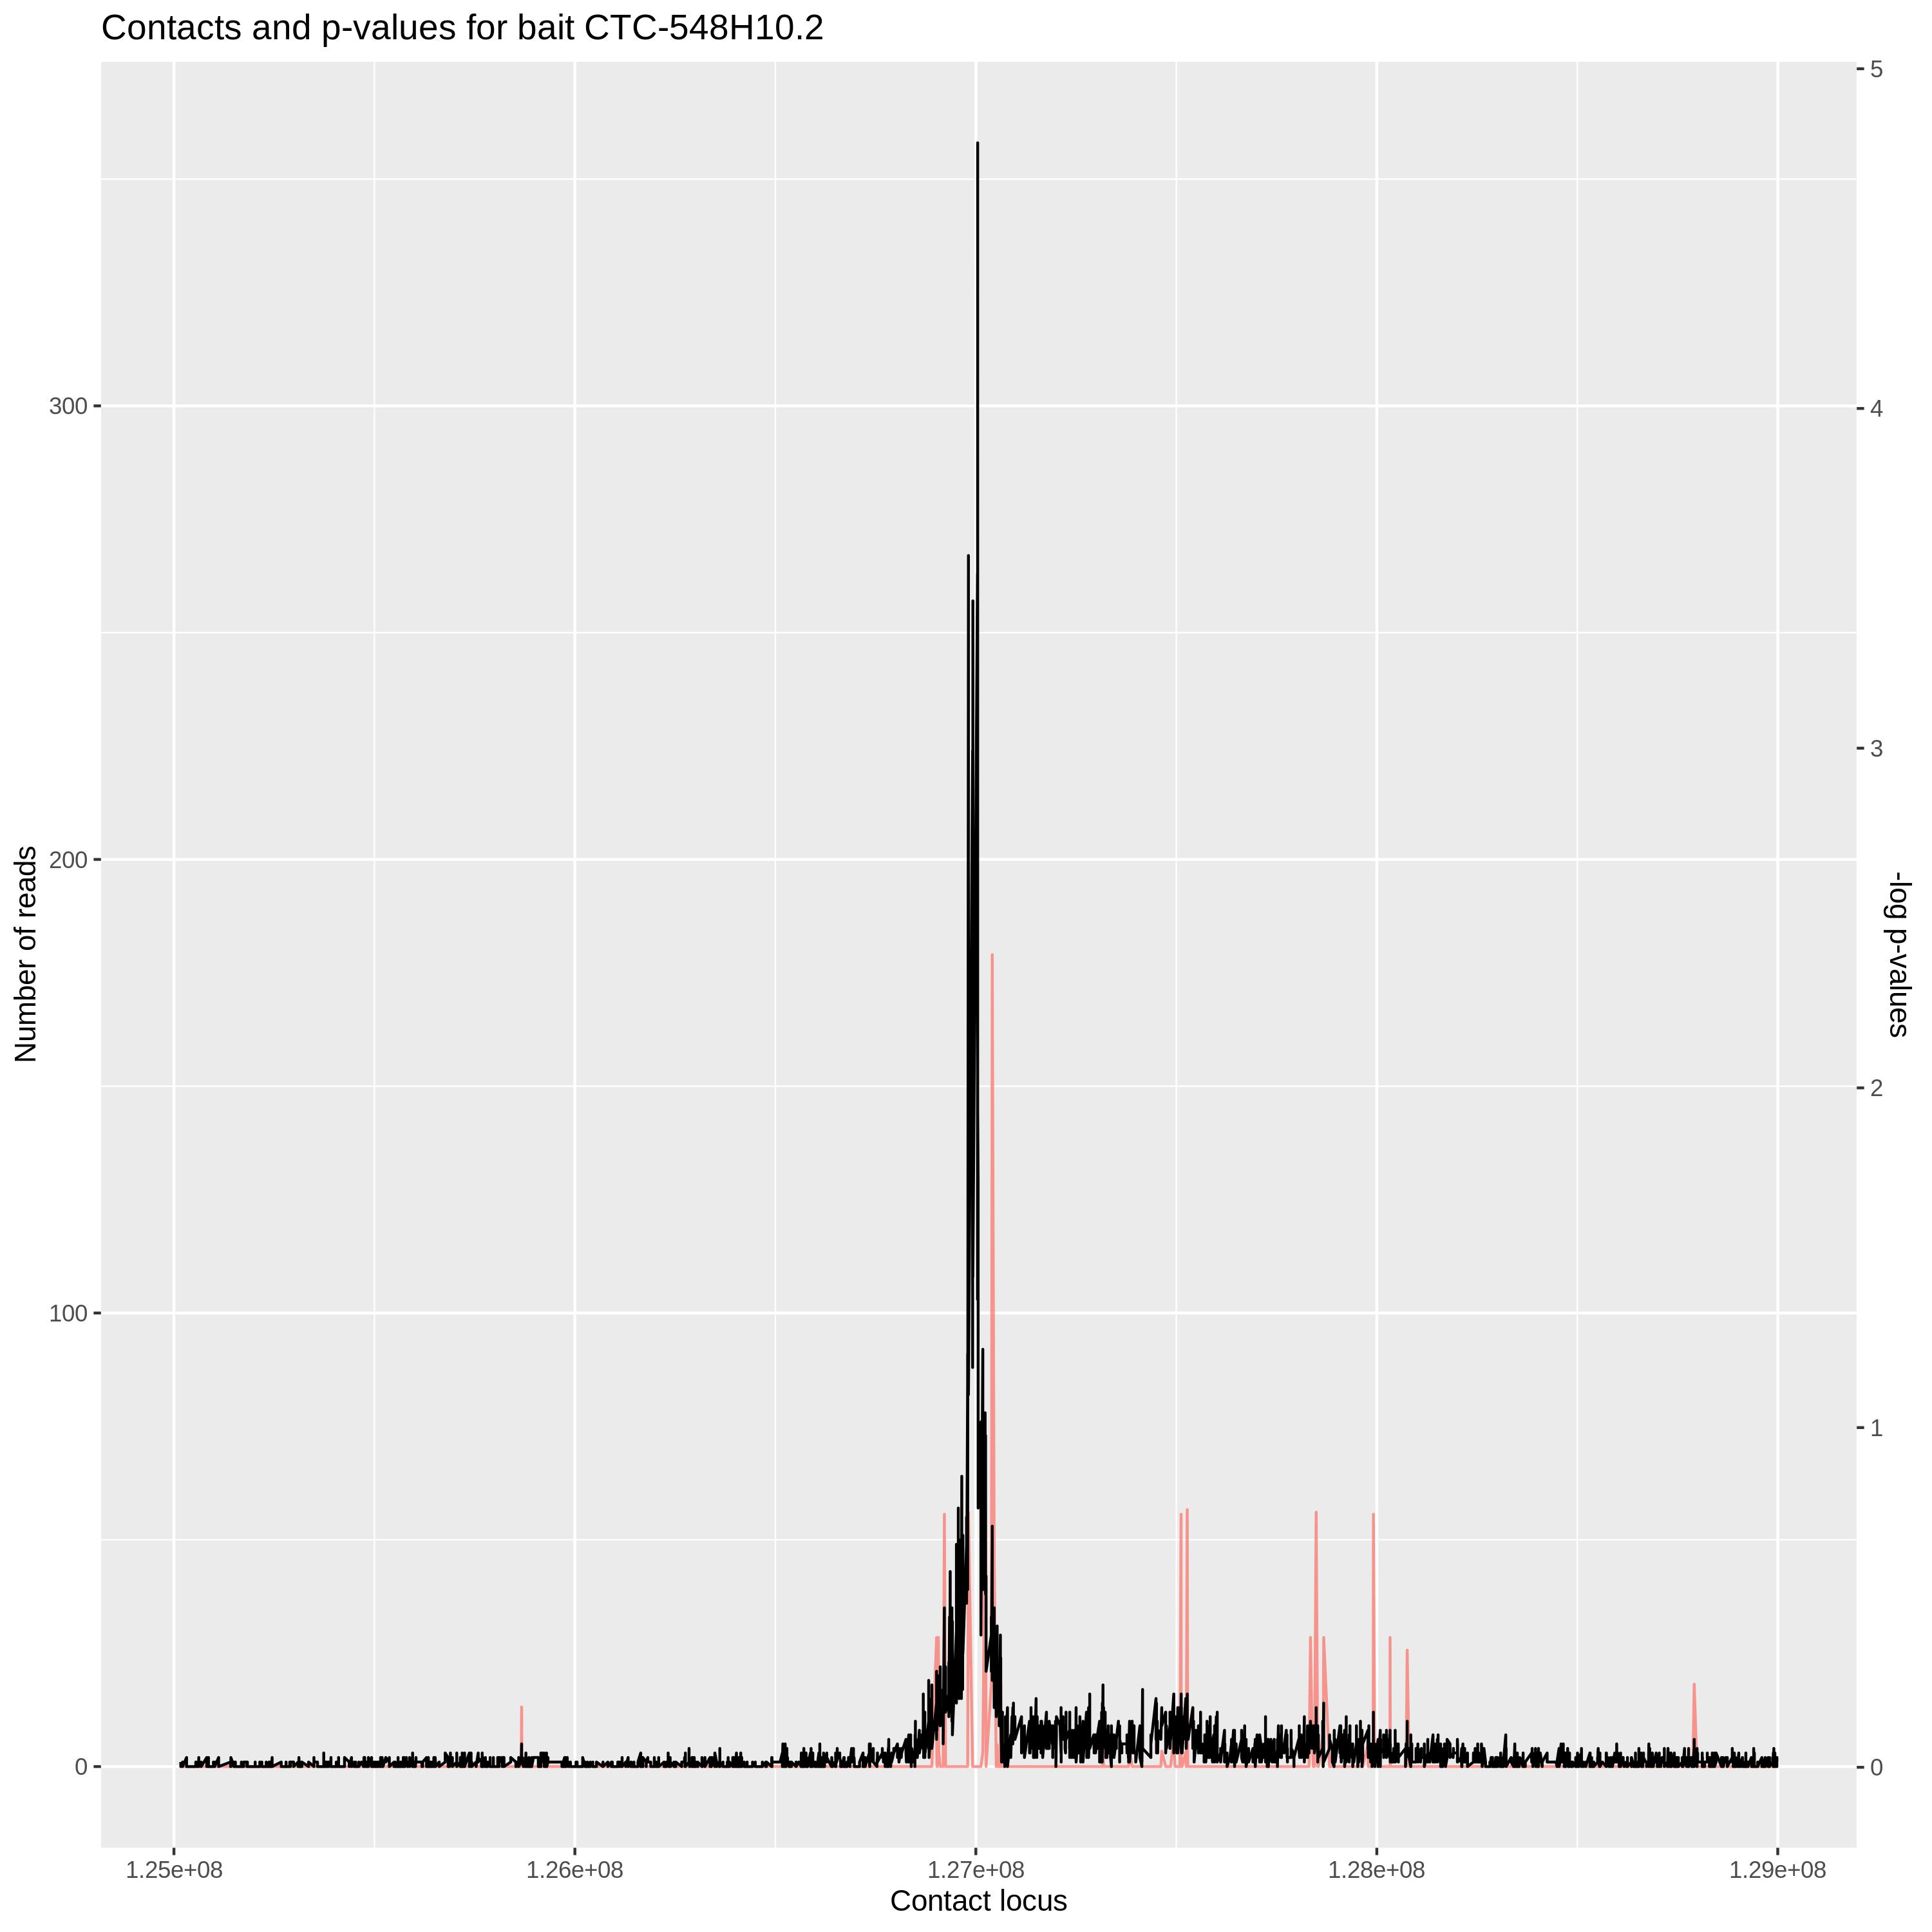 Contacts and p-values for bait CTC-548H10.2
5
300
4
3
200
Number of reads
-log p-values
2
100
1
0
0
1.25e+08
1.26e+08
1.27e+08
1.28e+08
1.29e+08
Contact locus